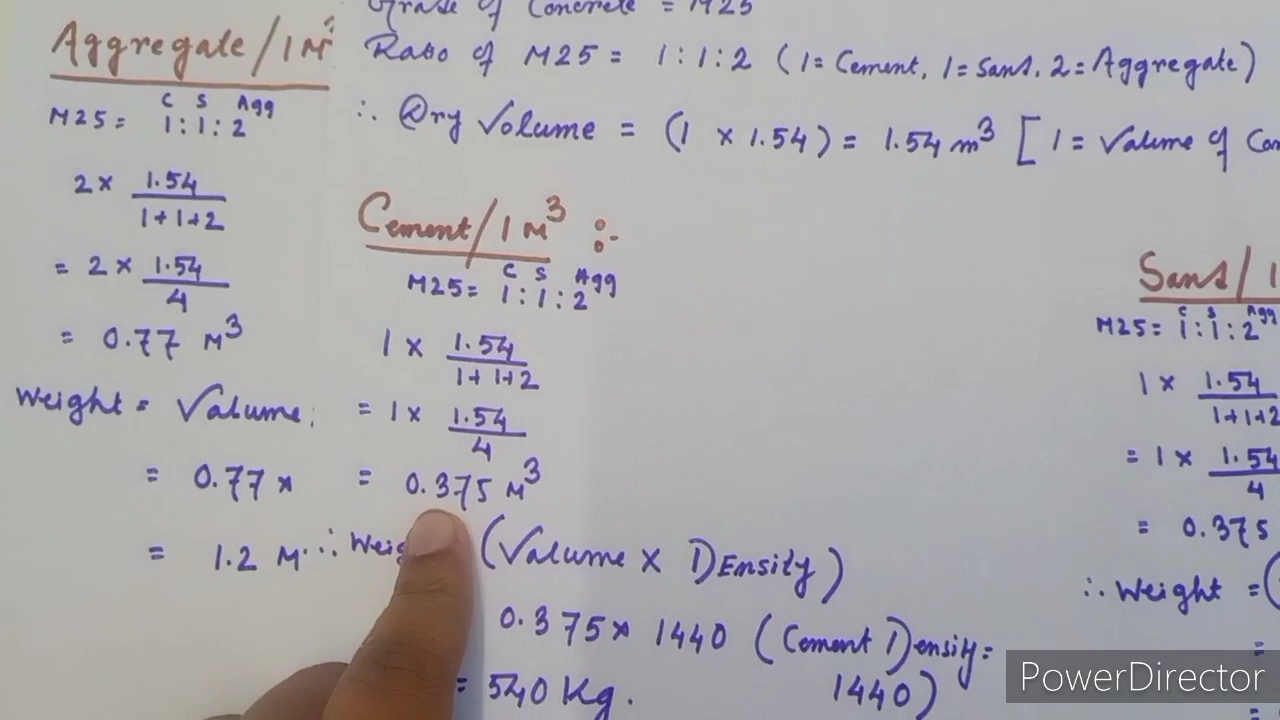 Grade of Concrete = M25
Ratio of M25 = 1:1:2 (1= Cement, 1= Sand, 2= Aggregate)
∴ Dry Volume = (1 × 1.54) = 1.54 m³ [1= Volume of Con
Aggregate/1M³
C S Agg
M25= 1:1:2
2× 1.54
1+1+2
= 2× 1.54
4
= 0.77 M³
Weight = Volume
= 0.77 ×
= 1.2 M
Cement/1M³ :-
C S Agg
M25= 1:1:2
1× 1.54
1+1+2
= 1× 1.54
4
= 0.375 M³
∴ (Volume × Density)
0.375× 1440 (Cement Density=
1440)
= 540 Kg.
Sand/1
C S Agg
M25= 1:1:2
1× 1.54
1+1+2
= 1× 1.54
4
= 0.375
∴ Weight = (
=
=
PowerDirector